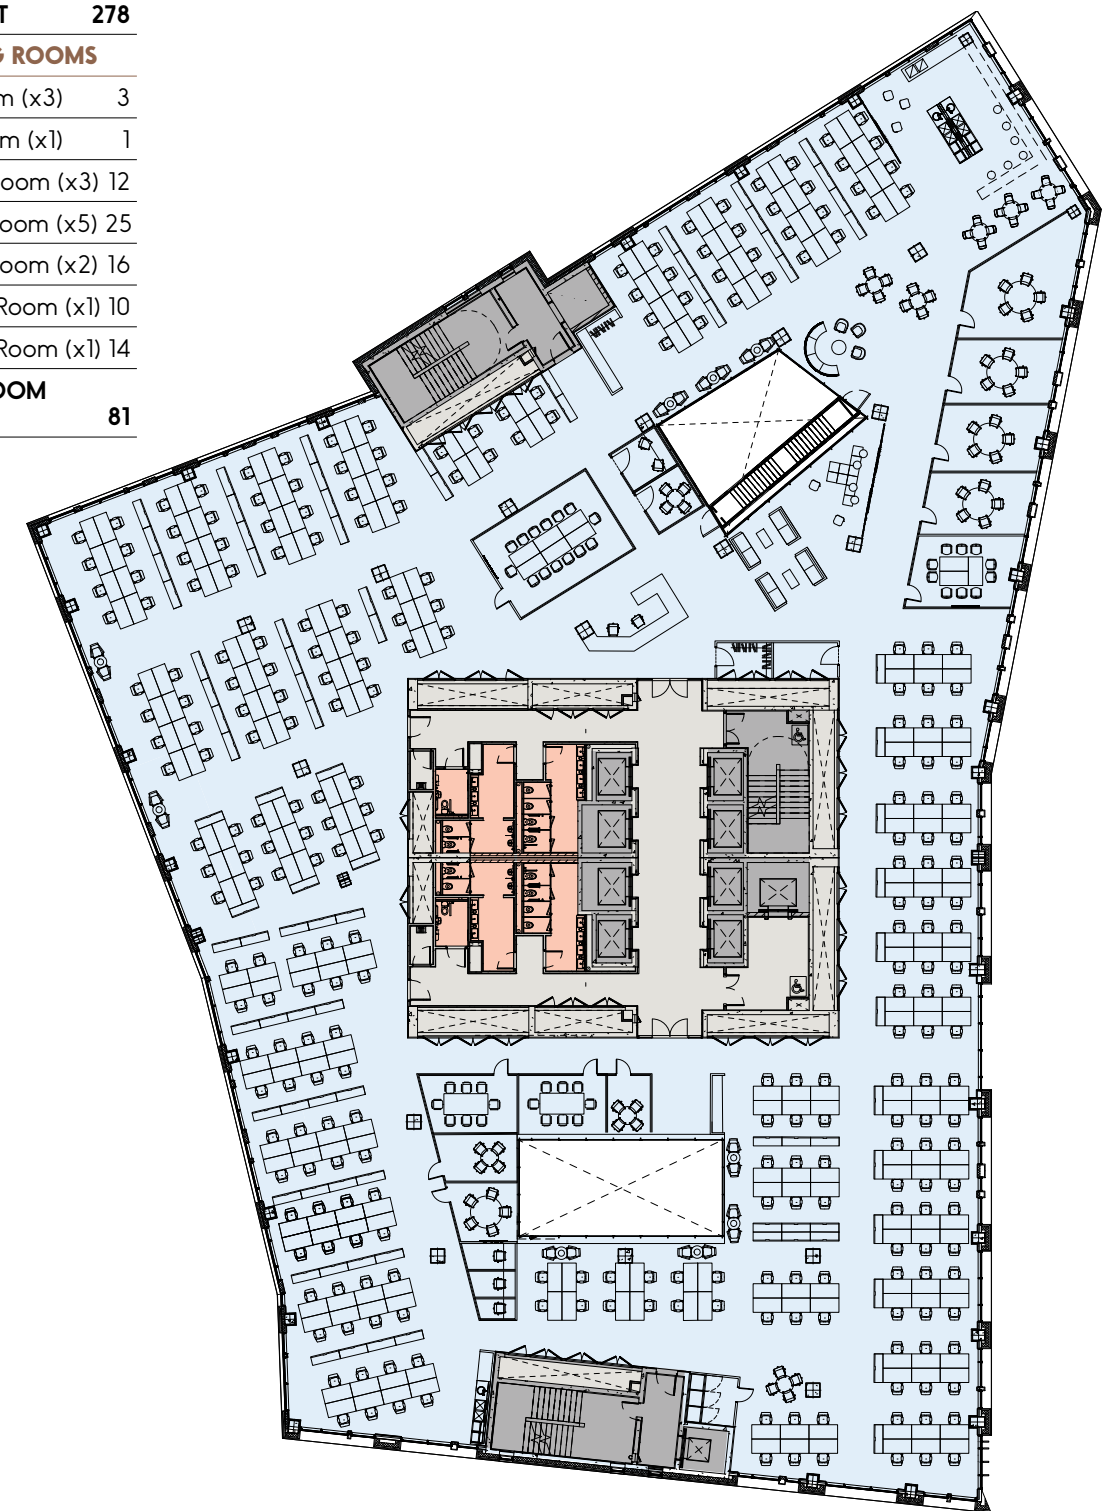 T 278
G ROOMS
m (x3) 3
m (x1) 1
oom (x3) 12
oom (x5) 25
oom (x2) 16
Room (x1) 10
Room (x1) 14
OOM
81